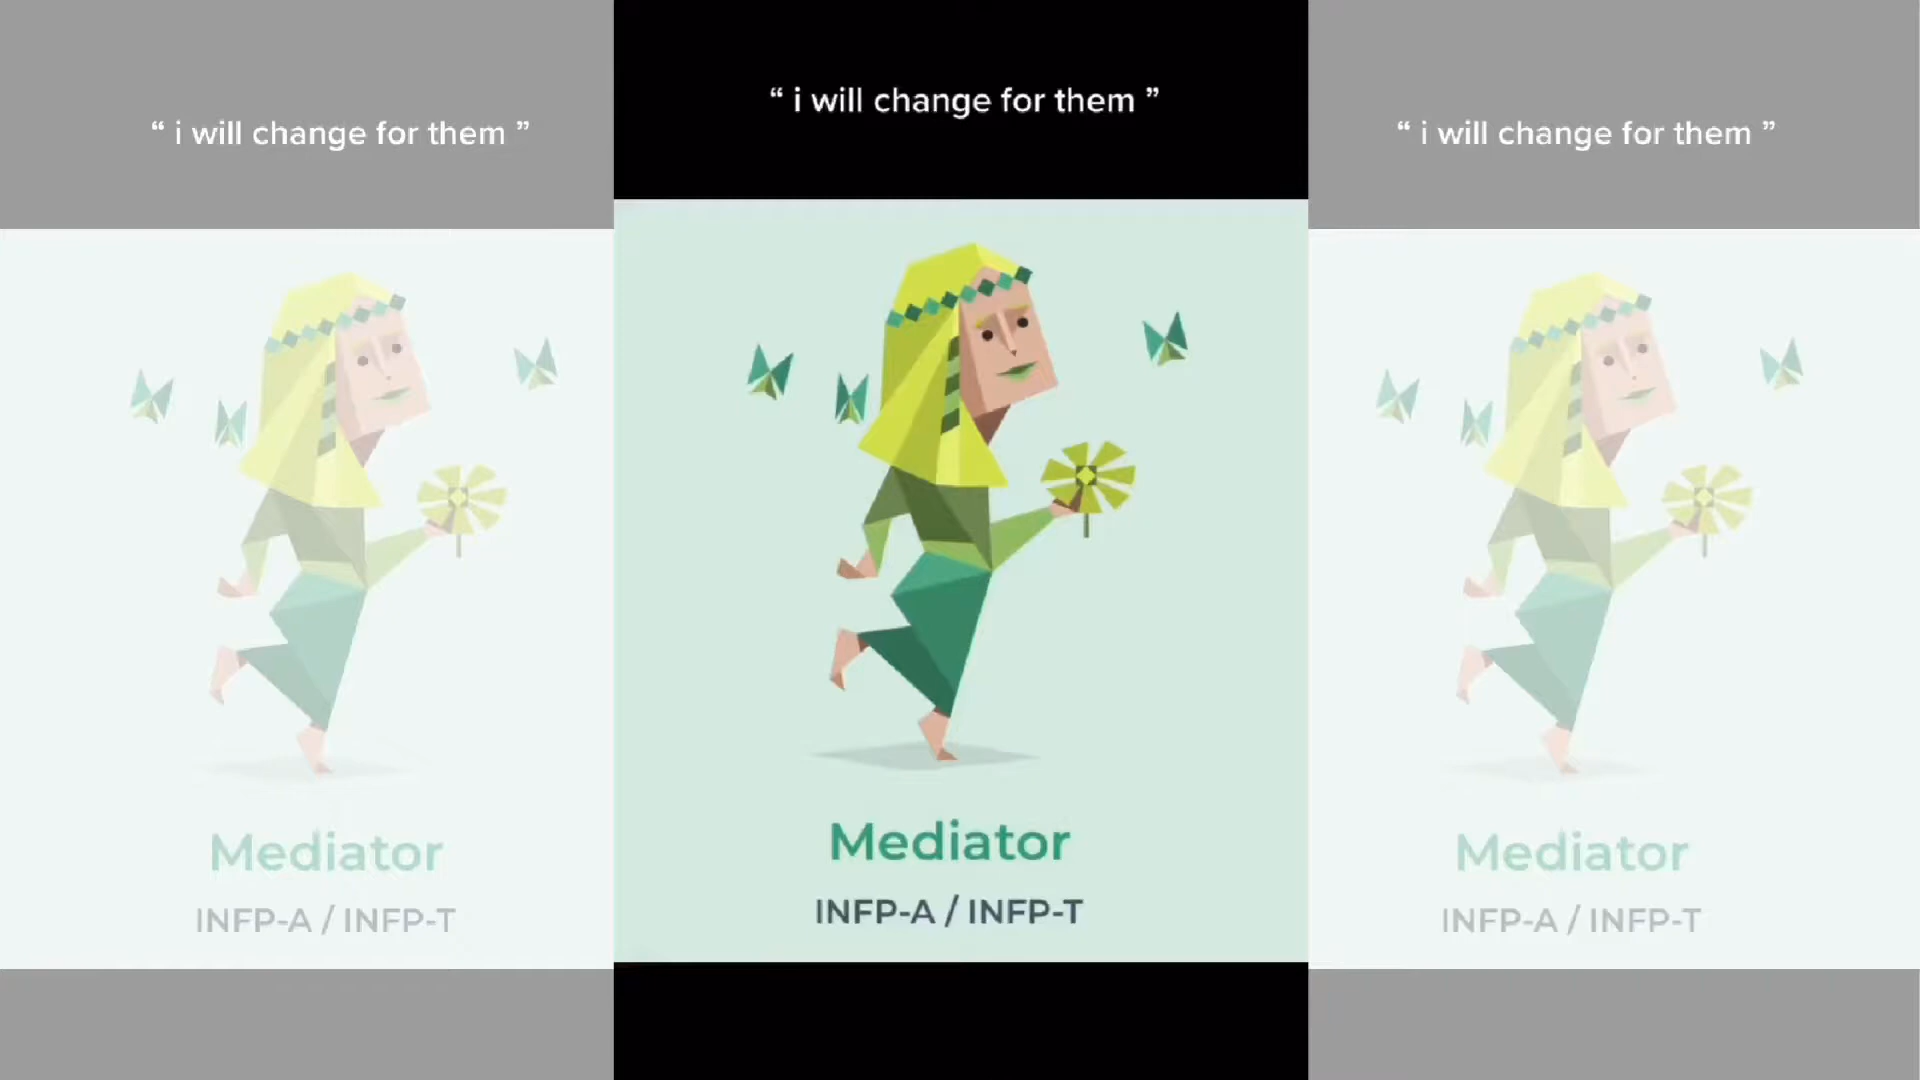 “ i will change for them ”
“ i will change for them ”
“ i will change for them ”
Mediator
INFP-A / INFP-T
Mediator
INFP-A / INFP-T
Mediator
INFP-A / INFP-T